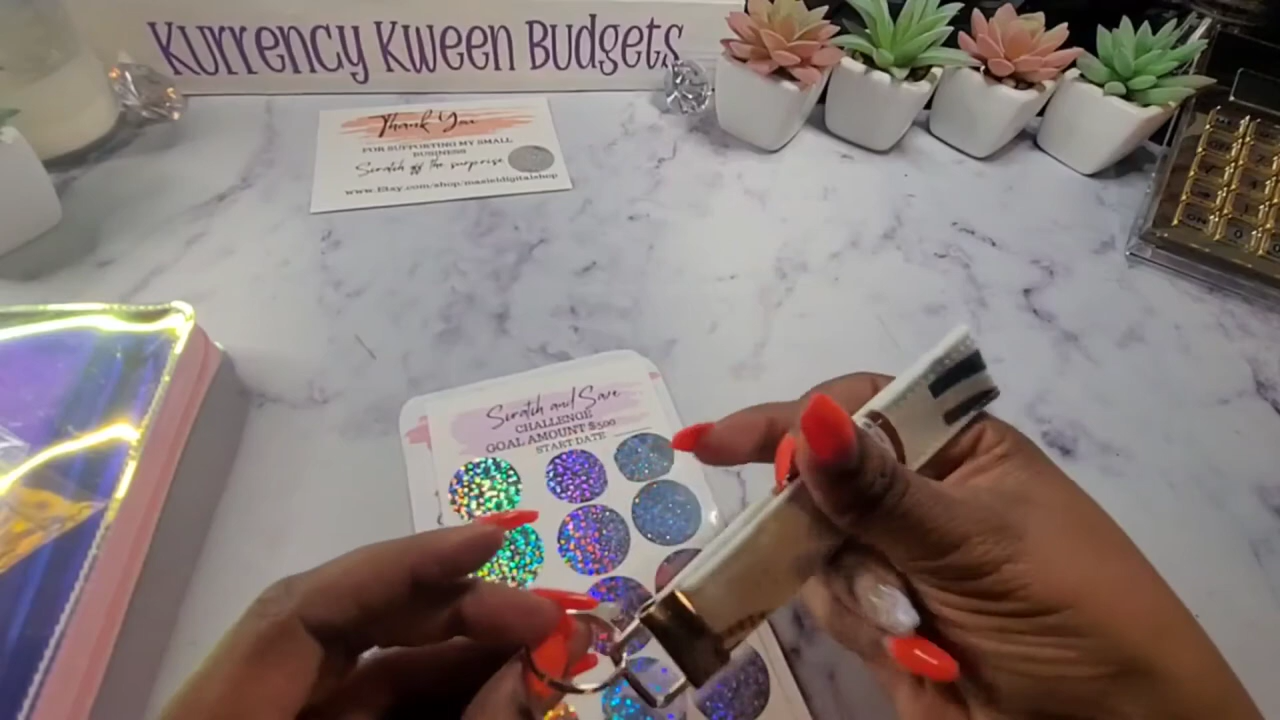 Kurrency Kween Budgets
Thank You
FOR SUPPORTING MY SMALL
BUSINESS
Scratch off the surprise
www.Etsy.com/shop/masieldigitalshop
Scratch and Save
CHALLENGE
GOAL AMOUNT $500
START DATE